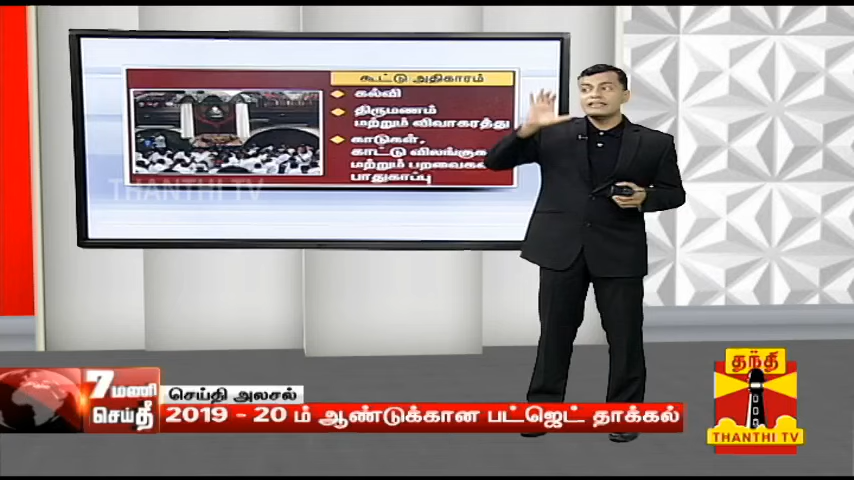 கூட்டு அதிகாரம்
கல்வி
திருமணம்
மற்றும் விவாகரத்து
காடுகள்,
காட்டு விலங்குக
மற்றும் பறவைகள்
பாதுகாப்பு
THANTHI TV
7 மணி
செய்தி
செய்தி அலசல்
2019 - 20 ம் ஆண்டுக்கான பட்ஜெட் தாக்கல்
தந்தி
THANTHI TV